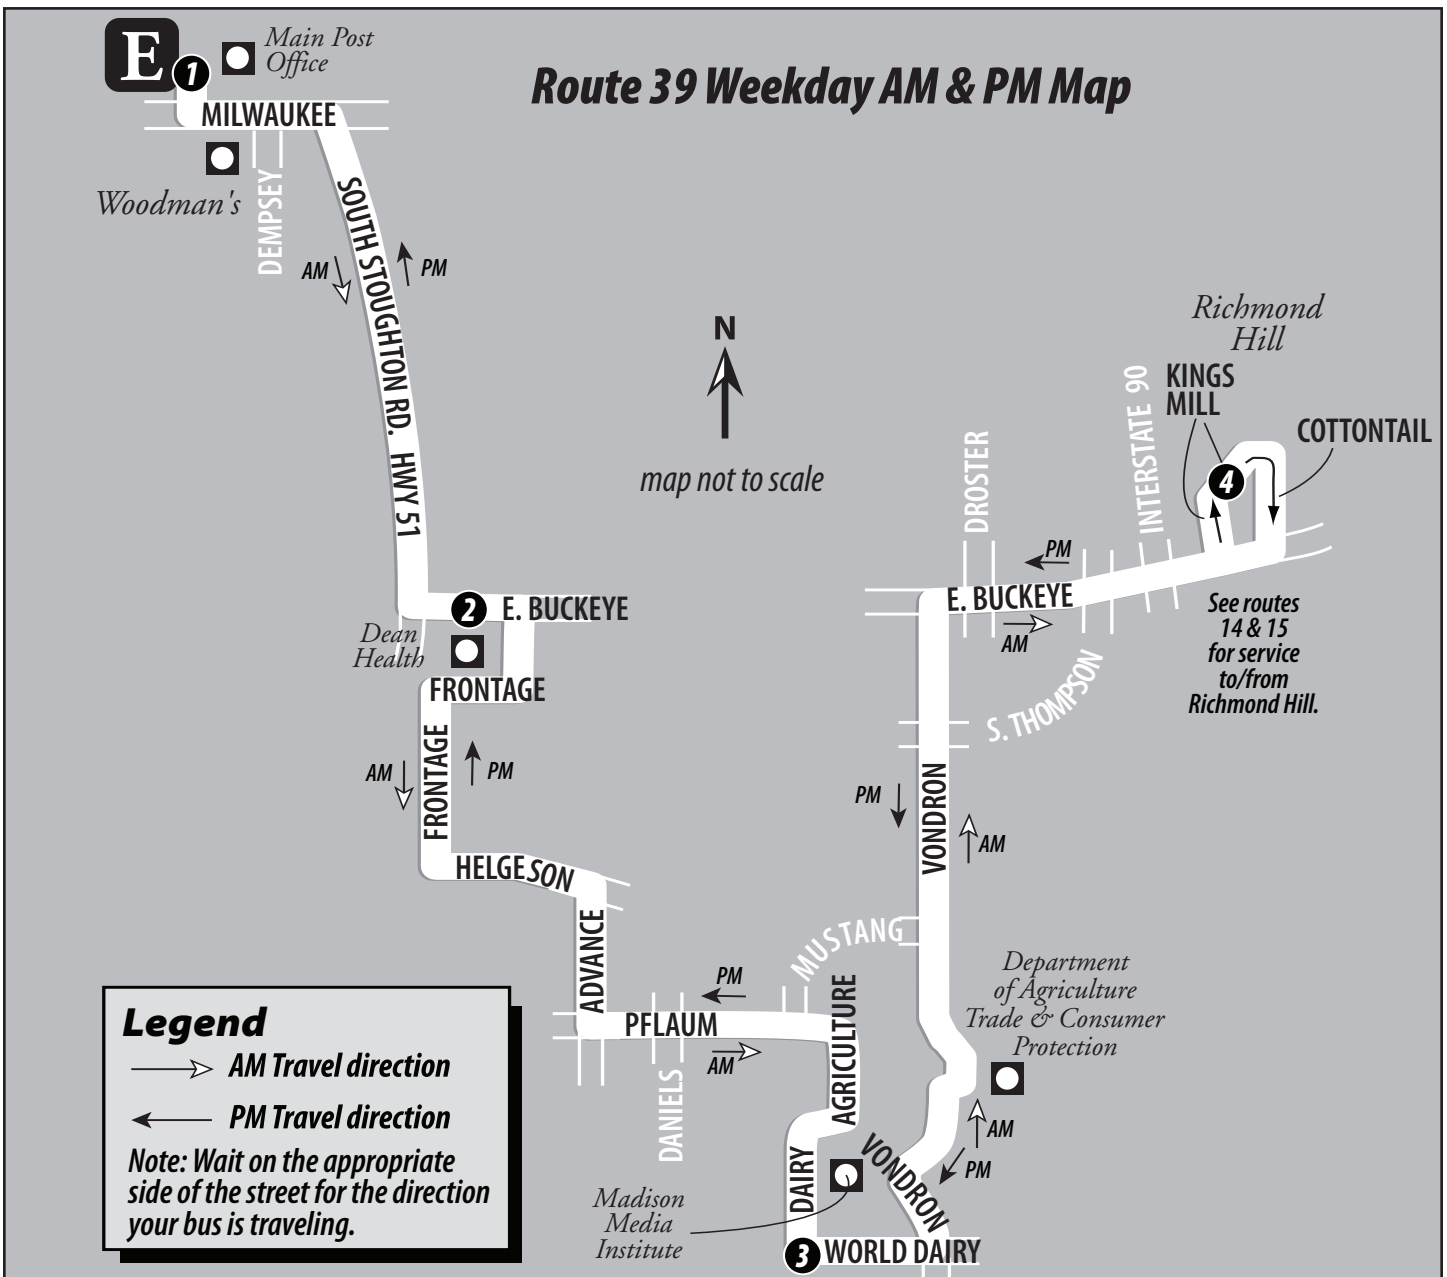 E
1
Main Post
Office
Route 39 Weekday AM & PM Map
MILWAUKEE
Woodman's
DEMPSEY
SOUTH STOUGHTON RD. HWY 51
AM
PM
N
map not to scale
Richmond
Hill
KINGS
MILL
COTTONTAIL
4
INTERSTATE 90
DROSTER
PM
E. BUCKEYE
AM
See routes
14 & 15
for service
to/from
Richmond Hill.
S. THOMPSON
2
E. BUCKEYE
Dean
Health
FRONTAGE
FRONTAGE
AM
PM
HELGESON
ADVANCE
PM
VONDRON
AM
MUSTANG
PM
PFLAUM
AM
DANIELS
AGRICULTURE
Department
of Agriculture
Trade & Consumer
Protection
AM
PM
VONDRON
DAIRY
Madison
Media
Institute
3
WORLD DAIRY
Legend
AM Travel direction
PM Travel direction
Note: Wait on the appropriate
side of the street for the direction
your bus is traveling.